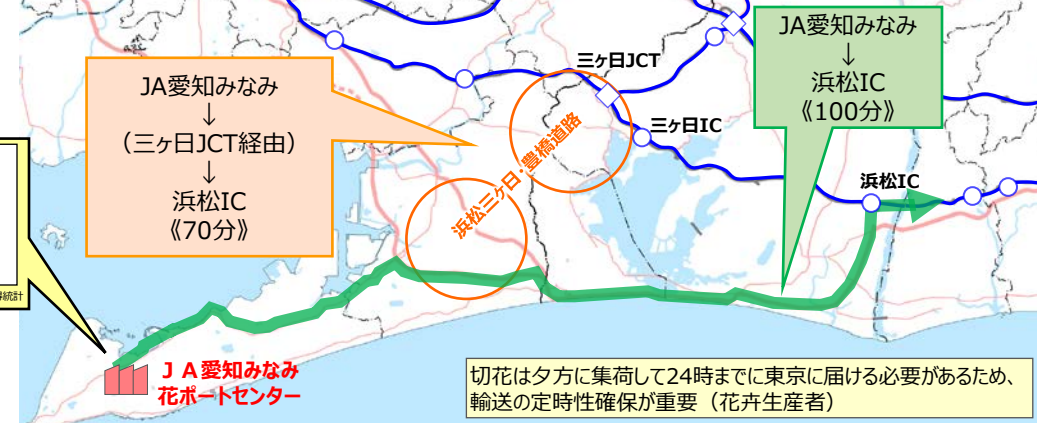 三ヶ日JCT
JA愛知みなみ
↓
浜松IC
《100分》
JA愛知みなみ
↓
（三ヶ日JCT経由）
↓
浜松IC
《70分》
三ヶ日IC
浜松三ケ日・豊橋道路
浜松IC
統計
ＪＡ愛知みなみ
花ポートセンター
切花は夕方に集荷して24時までに東京に届ける必要があるため、
輸送の定時性確保が重要（花卉生産者）